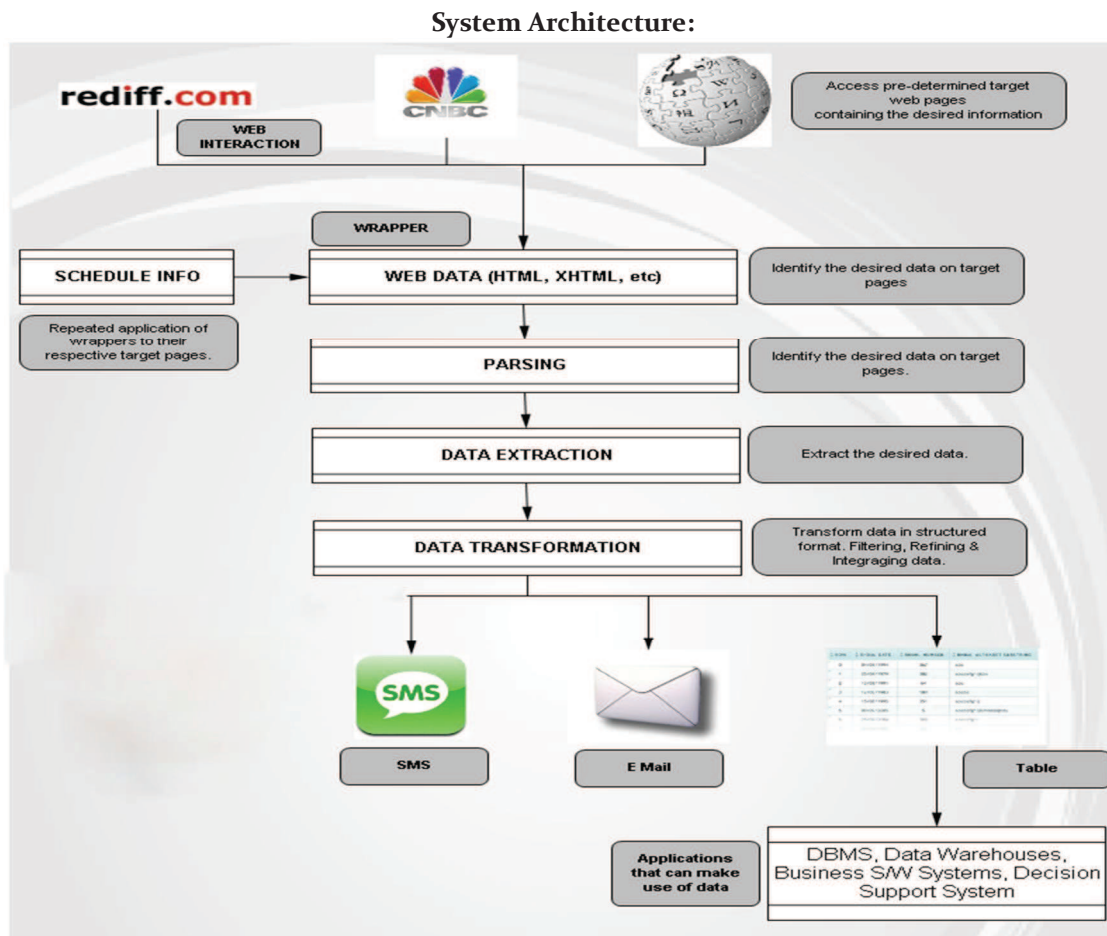 System Architecture:
rediff.com
CNBC
Access pre-determined target
web pages
containing the desired information
WEB
INTERACTION
WRAPPER
SCHEDULE INFO
WEB DATA (HTML, XHTML, etc)
Identify the desired data on target
pages
Repeated application of
wrappers to their
respective target pages.
PARSING
Identify the desired data on target
pages.
DATA EXTRACTION
Extract the desired data.
DATA TRANSFORMATION
Transform data in structured
format. Filtering, Refining &
Integraging data.
SMS
SMS
E Mail
Table
Applications
that can make
use of data
DBMS, Data Warehouses,
Business S/W Systems, Decision
Support System